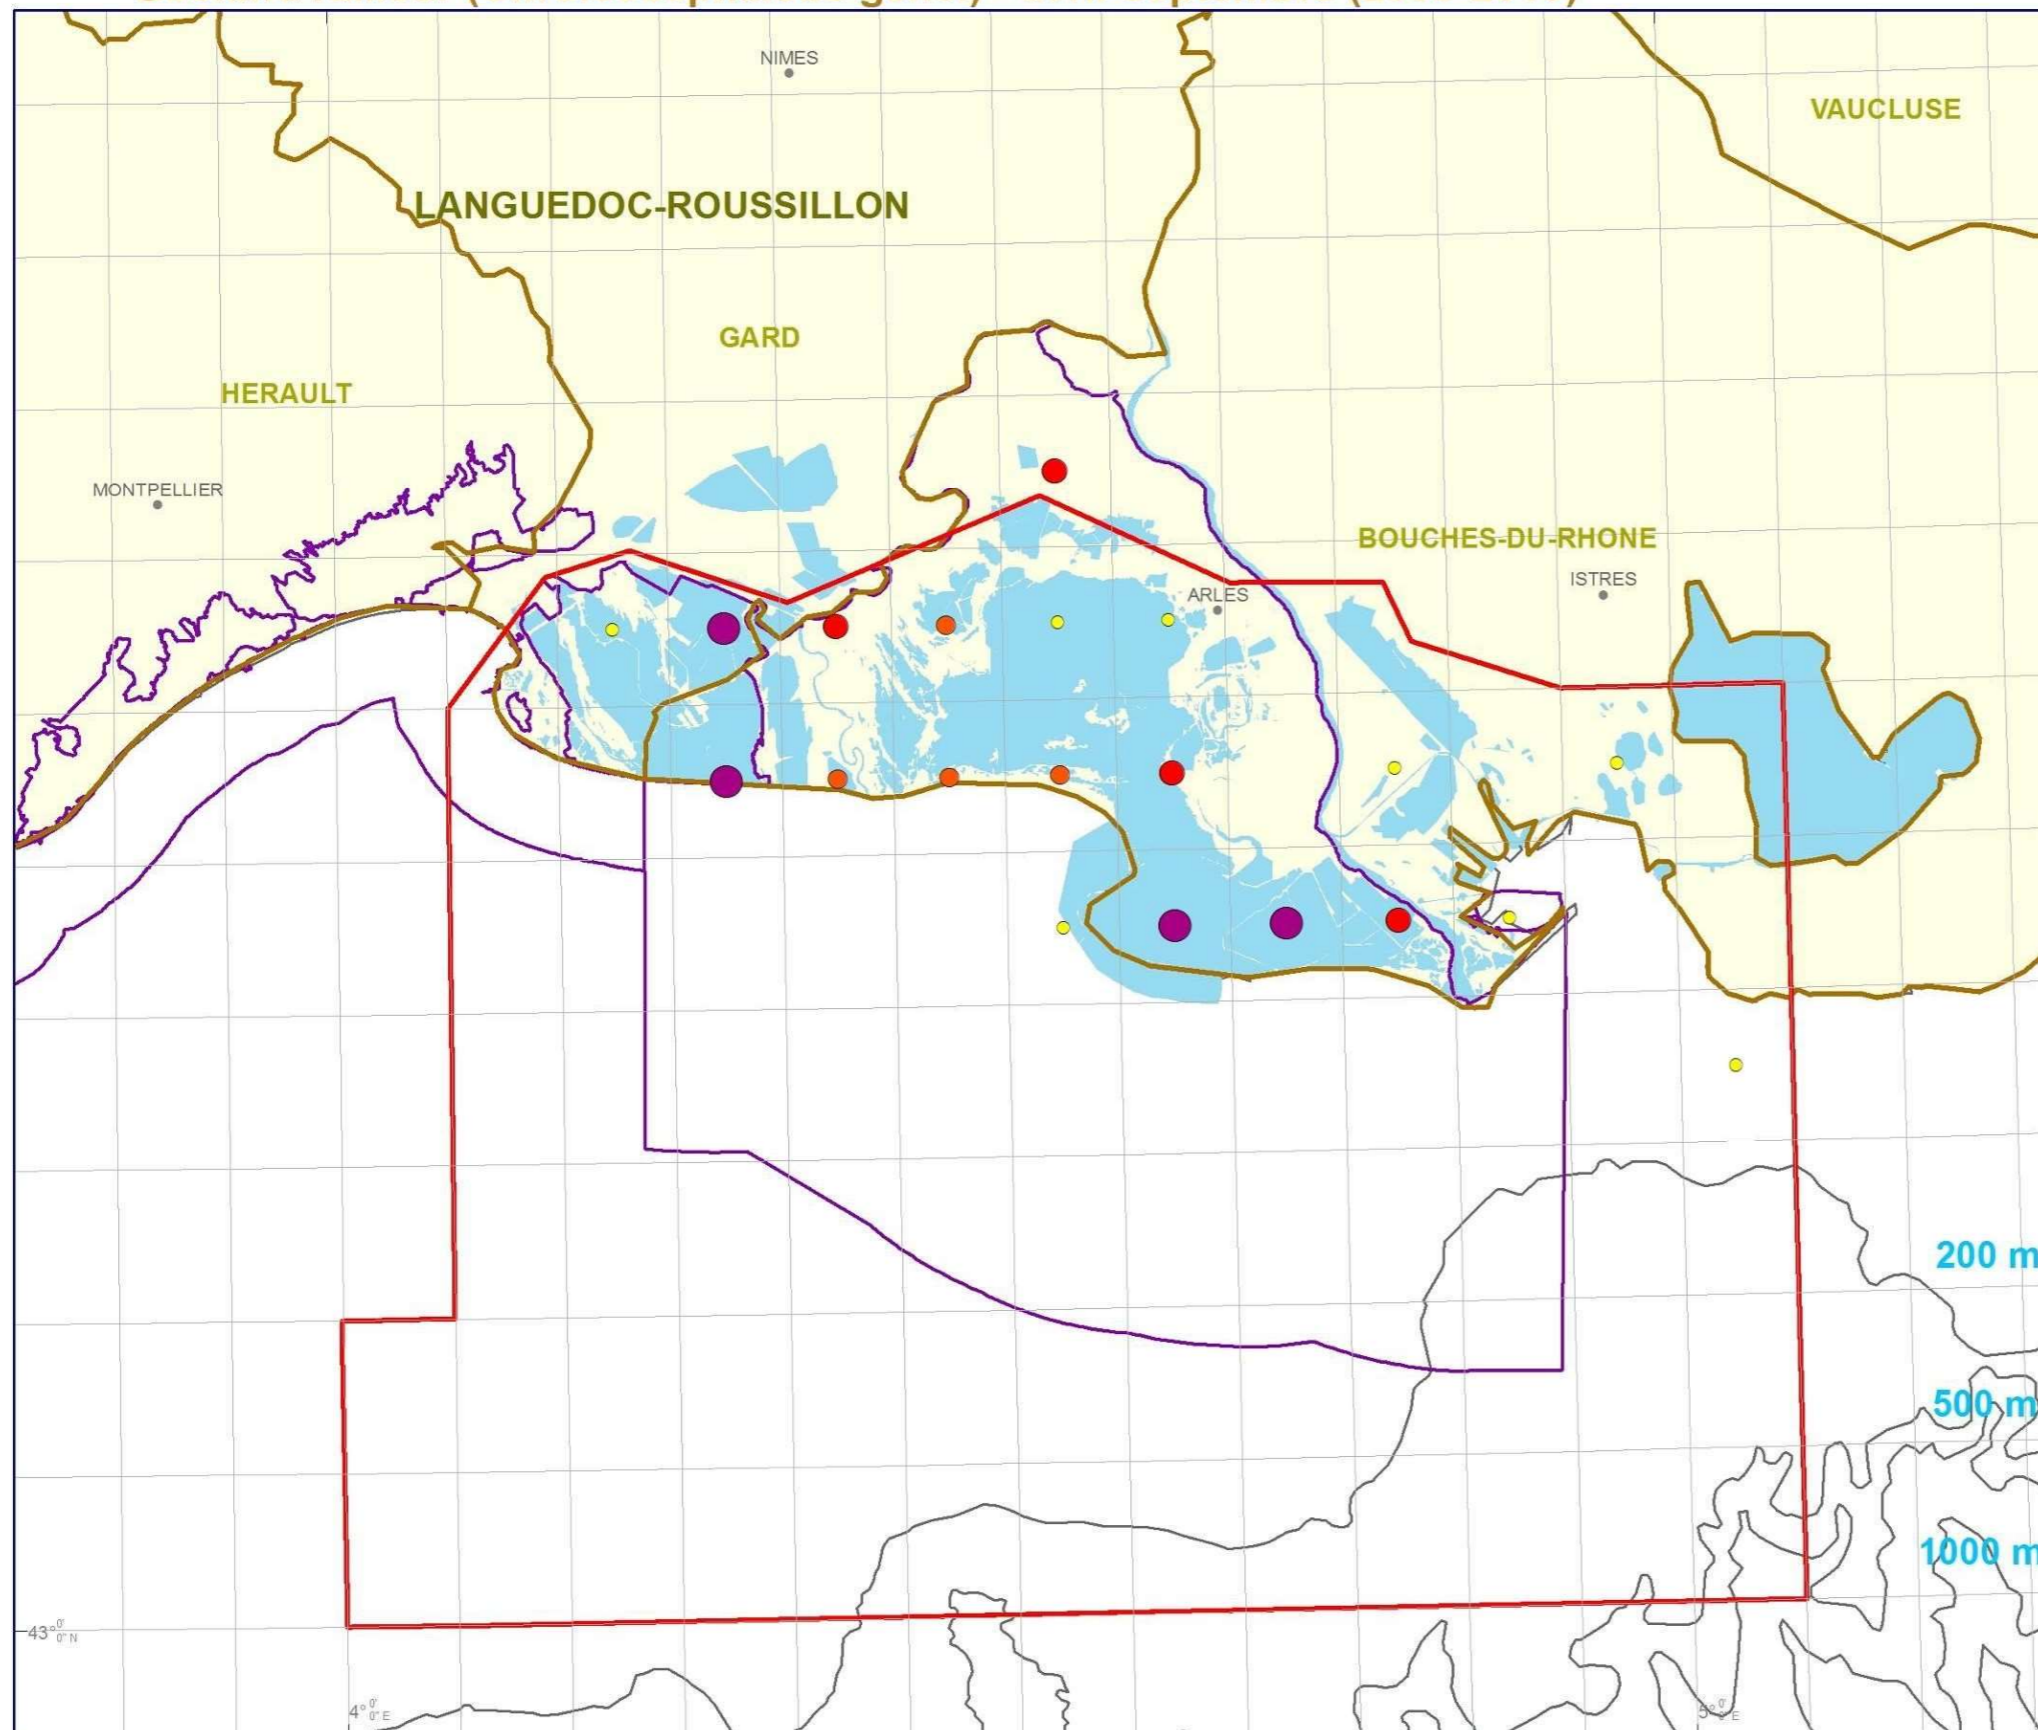 NIMES
VAUCLUSE
LANGUEDOC-ROUSSILLON
GARD
HERAULT
MONTPELLIER
BOUCHES-DU-RHONE
ISTRES
ARLES
200 m
500 m
1000 m
43°0'0" N
4°0'0" E
5°0'0" E